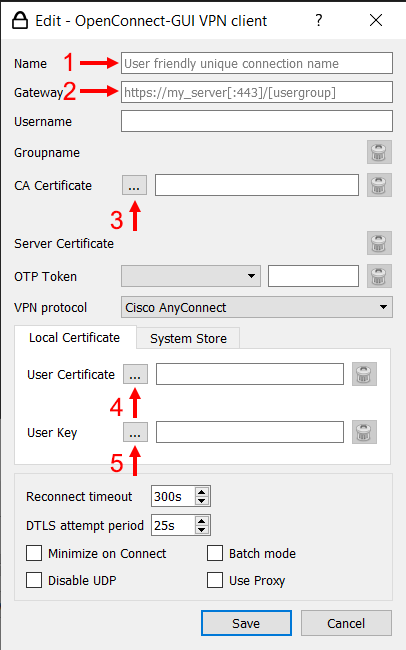 Edit - OpenConnect-GUI VPN client
Name 1 User friendly unique connection name
Gateway 2 https://my_server[:443]/[usergroup]
Username
Groupname
CA Certificate ...
3
Server Certificate
OTP Token
VPN protocol Cisco AnyConnect
Local Certificate System Store
User Certificate ...
4
User Key ...
5
Reconnect timeout 300s
DTLS attempt period 25s
Minimize on Connect Batch mode
Disable UDP Use Proxy
Save Cancel